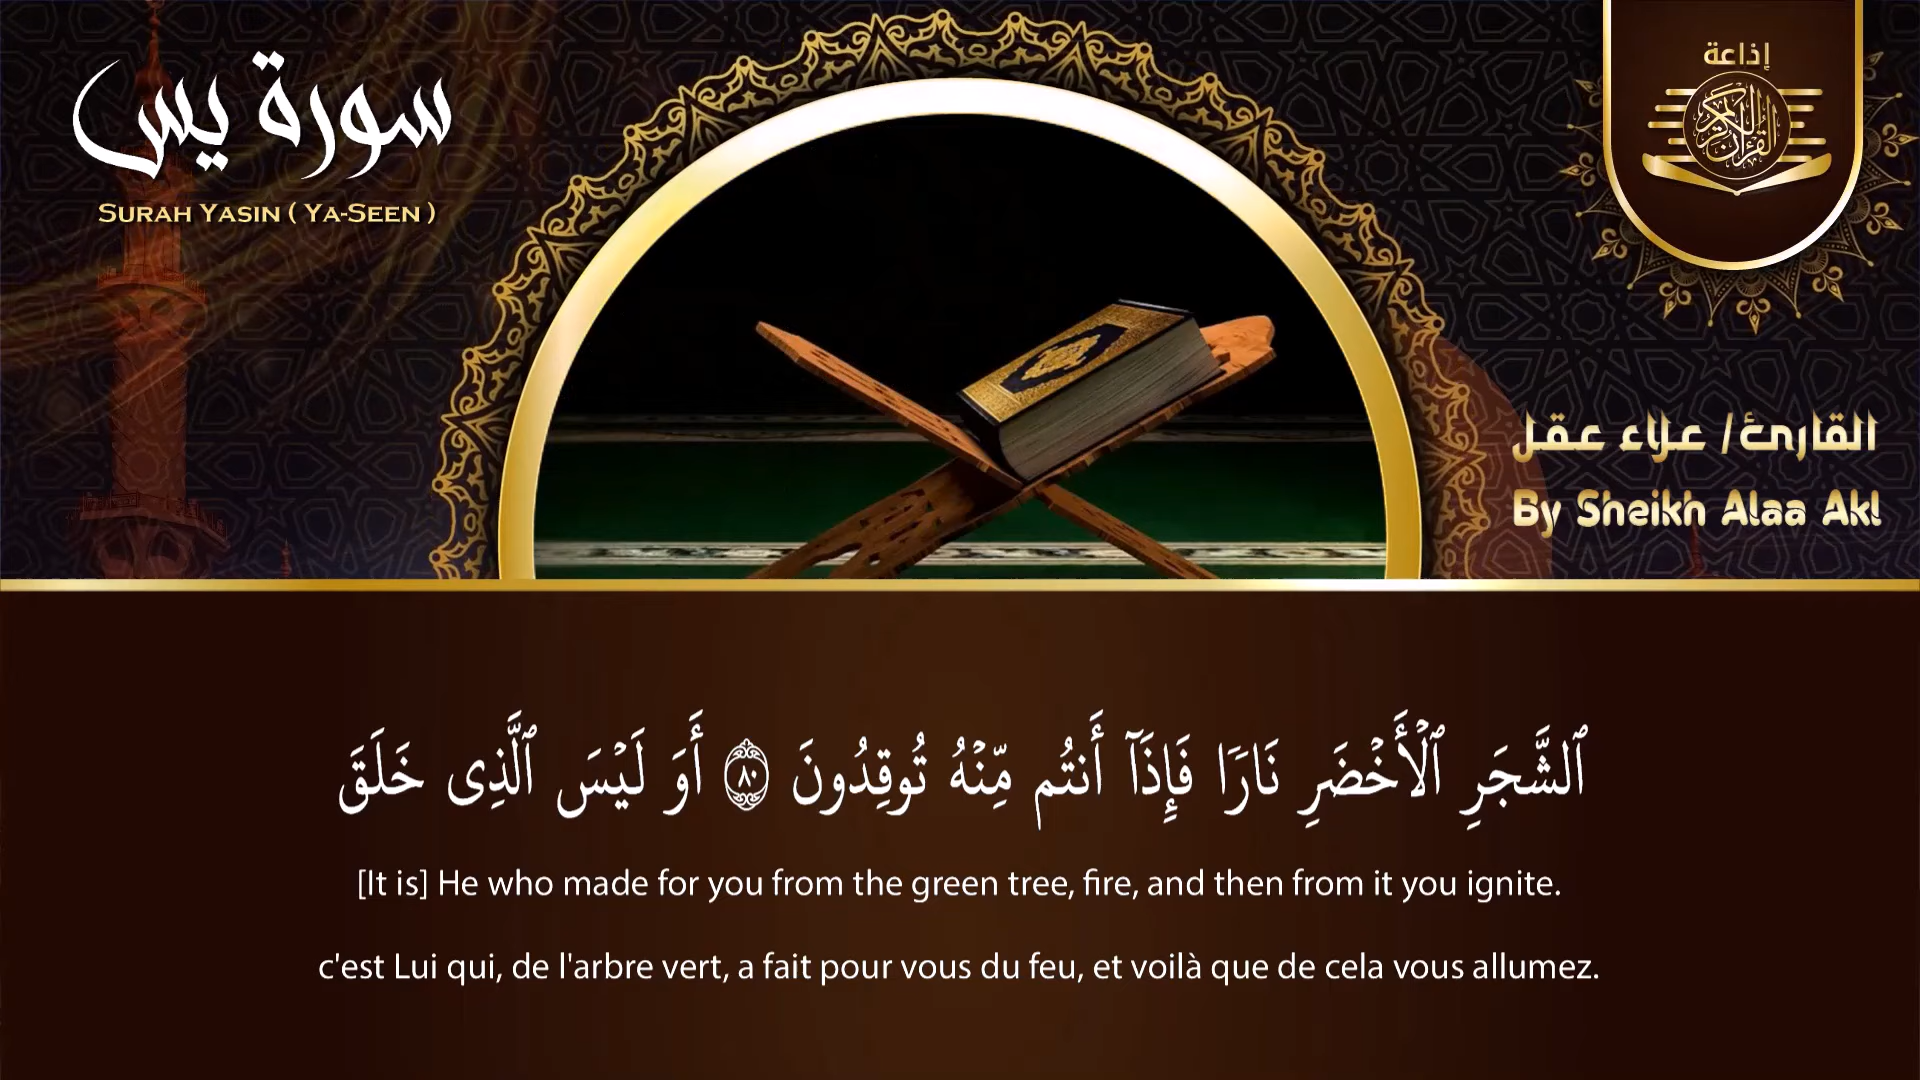 سورة يس
SURAH YASIN ( YA-SEEN )
إذاعة
القرآن الكريم
القارئ / علاء عقل
By Sheikh Alaa Akl
ٱلشَّجَرِ ٱلْأَخْضَرِ نَارًا فَإِذَآ أَنتُم مِّنْهُ تُوقِدُونَ ٨٠ أَوَ لَيْسَ ٱلَّذِى خَلَقَ
[It is] He who made for you from the green tree, fire, and then from it you ignite.
c'est Lui qui, de l'arbre vert, a fait pour vous du feu, et voilà que de cela vous allumez.